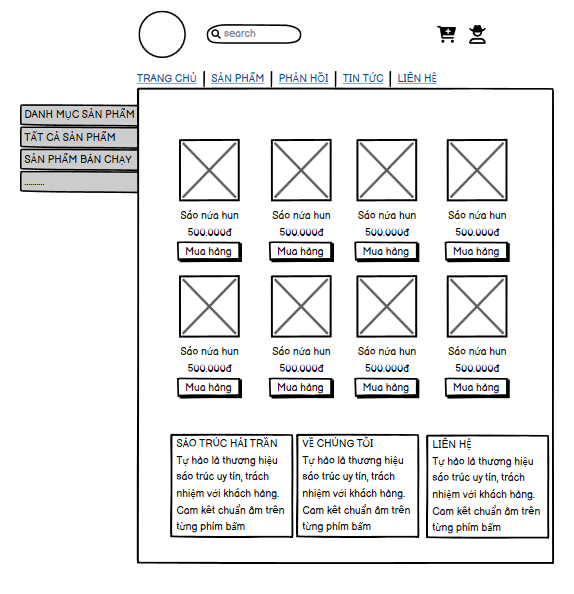 search
TRANG CHỦ | SẢN PHẨM | PHẢN HỒI | TIN TỨC | LIÊN HỆ
DANH MỤC SẢN PHẨM
TẤT CẢ SẢN PHẨM
SẢN PHẨM BÁN CHẠY
..........
Sáo nứa hun Sáo nứa hun Sáo nứa hun Sáo nứa hun
500.000đ 500.000đ 500.000đ 500.000đ
Mua hàng Mua hàng Mua hàng Mua hàng
Sáo nứa hun Sáo nứa hun Sáo nứa hun Sáo nứa hun
500.000đ 500.000đ 500.000đ 500.000đ
Mua hàng Mua hàng Mua hàng Mua hàng
SÁO TRÚC HẢI TRẦN
Tự hào là thương hiệu
sáo trúc uy tín, trách
nhiệm với khách hàng.
Cam kêt chuẩn âm trên
từng phím bấm
VỀ CHÚNG TÔI
Tự hào là thương hiệu
sáo trúc uy tín, trách
nhiệm với khách hàng.
Cam kêt chuẩn âm trên
từng phím bấm
LIÊN HỆ
Tự hào là thương hiệu
sáo trúc uy tín, trách
nhiệm với khách hàng.
Cam kêt chuẩn âm trên
từng phím bấm